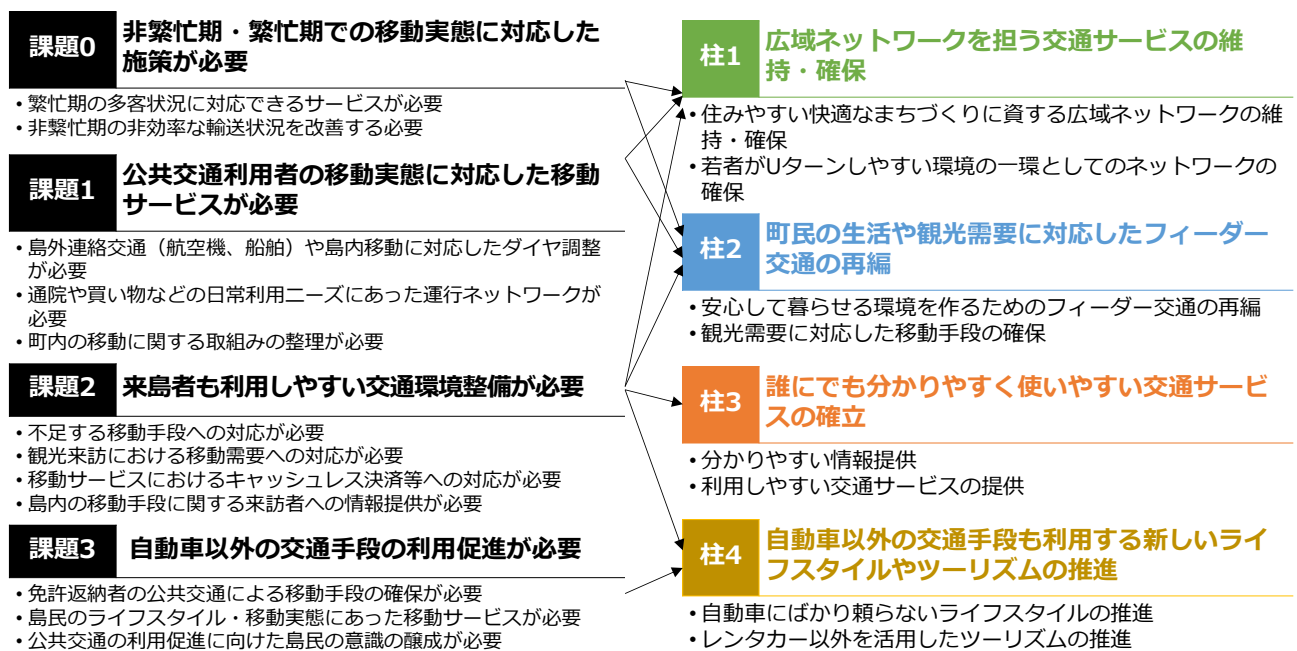 課題0
非繁忙期・繁忙期での移動実態に対応した
施策が必要
・繁忙期の多客状況に対応できるサービスが必要
・非繁忙期の非効率な輸送状況を改善する必要
課題1
公共交通利用者の移動実態に対応した移動
サービスが必要
・島外連絡交通（航空機、船舶）や島内移動に対応したダイヤ調整
が必要
・通院や買い物などの日常利用ニーズにあった運行ネットワークが
必要
・町内の移動に関する取組みの整理が必要
課題2
来島者も利用しやすい交通環境整備が必要
・不足する移動手段への対応が必要
・観光来訪における移動需要への対応が必要
・移動サービスにおけるキャッシュレス決済等への対応が必要
・島内の移動手段に関する来訪者への情報提供が必要
課題3
自動車以外の交通手段の利用促進が必要
・免許返納者の公共交通による移動手段の確保が必要
・島民のライフスタイル・移動実態にあった移動サービスが必要
・公共交通の利用促進に向けた島民の意識の醸成が必要
柱1
広域ネットワークを担う交通サービスの維
持・確保
・住みやすい快適なまちづくりに資する広域ネットワークの維
持・確保
・若者がUターンしやすい環境の一環としてのネットワークの
確保
柱2
町民の生活や観光需要に対応したフィーダー
交通の再編
・安心して暮らせる環境を作るためのフィーダー交通の再編
・観光需要に対応した移動手段の確保
柱3
誰にでも分かりやすく使いやすい交通サービ
スの確立
・分かりやすい情報提供
・利用しやすい交通サービスの提供
柱4
自動車以外の交通手段も利用する新しいライ
フスタイルやツーリズムの推進
・自動車にばかり頼らないライフスタイルの推進
・レンタカー以外を活用したツーリズムの推進